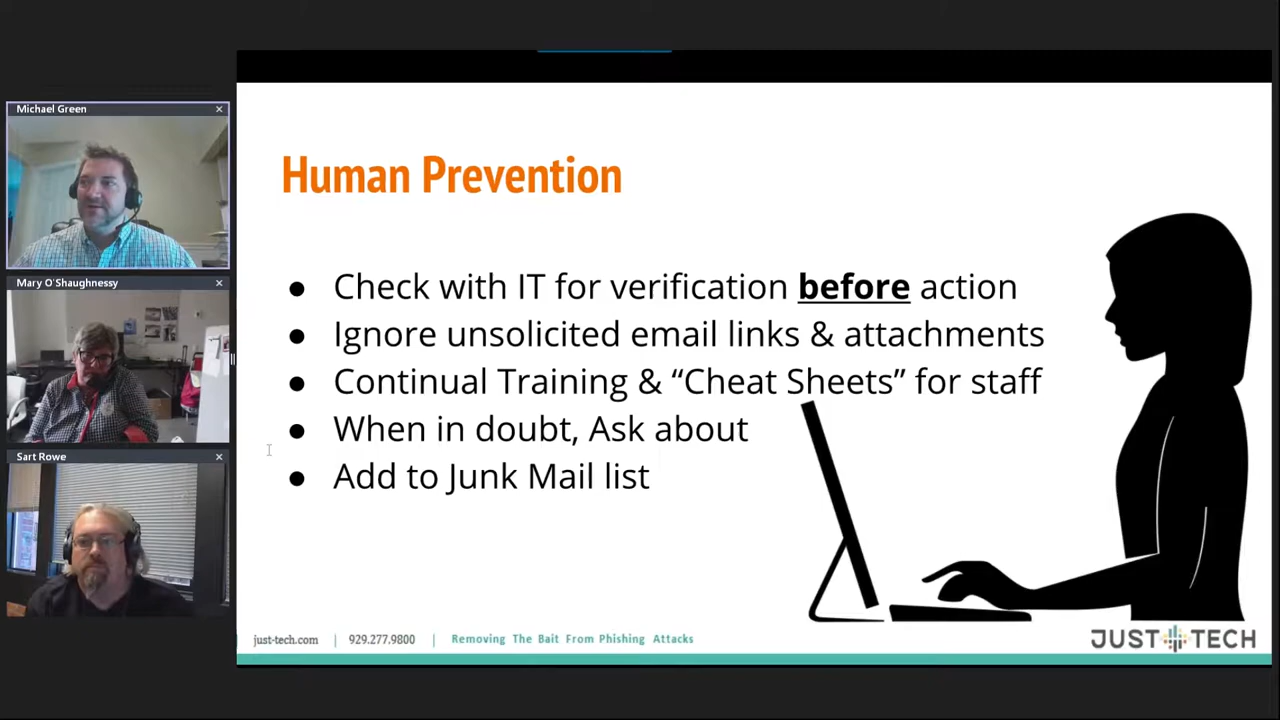 Michael Green
Mary O'Shaughnessy
Sart Rowe
Human Prevention
● Check with IT for verification before action
● Ignore unsolicited email links & attachments
● Continual Training & “Cheat Sheets” for staff
● When in doubt, Ask about
● Add to Junk Mail list
just-tech.com | 929.277.9800 | Removing The Bait From Phishing Attacks
JUST TECH